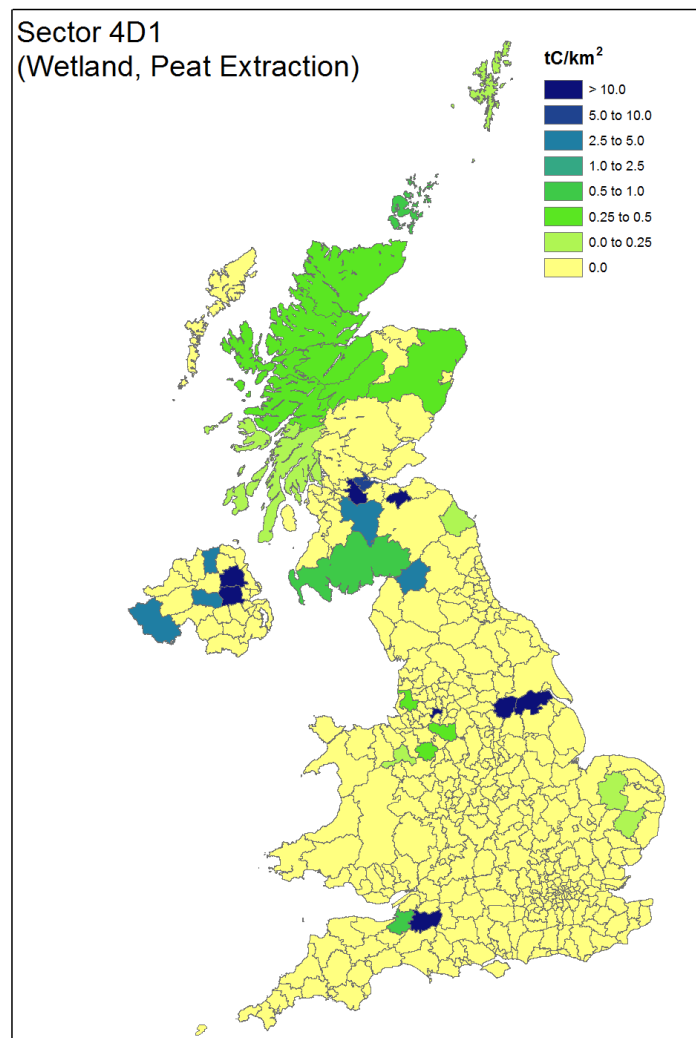 Sector 4D1
(Wetland, Peat Extraction)
tC/km²
> 10.0
5.0 to 10.0
2.5 to 5.0
1.0 to 2.5
0.5 to 1.0
0.25 to 0.5
0.0 to 0.25
0.0